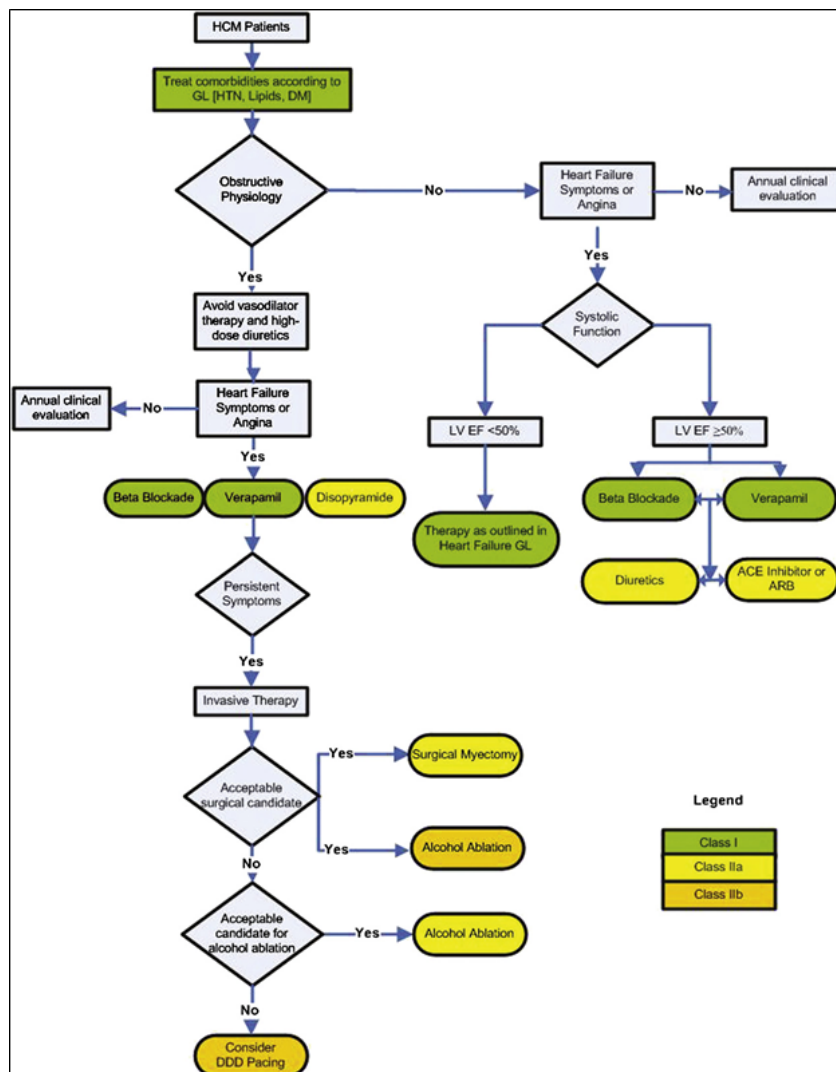 HCM Patients
Treat comorbidities according to
GL [HTN, Lipids, DM]
Obstructive
Physiology
No
Heart Failure
Symptoms or
Angina
No
Annual clinical
evaluation
Yes
Yes
Avoid vasodilator
therapy and high-
dose diuretics
Systolic
Function
Annual clinical
evaluation
No
Heart Failure
Symptoms or
Angina
LV EF <50%
LV EF ≥50%
Yes
Beta Blockade
Verapamil
Disopyramide
Beta Blockade
Verapamil
Therapy as outlined in
Heart Failure GL
Diuretics
ACE Inhibitor or
ARB
Persistent
Symptoms
Yes
Invasive Therapy
Yes
Surgical Myectomy
Acceptable
surgical candidate
Yes
Alcohol Ablation
No
Legend
Class I
Class IIa
Class IIb
Acceptable
candidate for
alcohol ablation
Yes
Alcohol Ablation
No
Consider
DDD Pacing